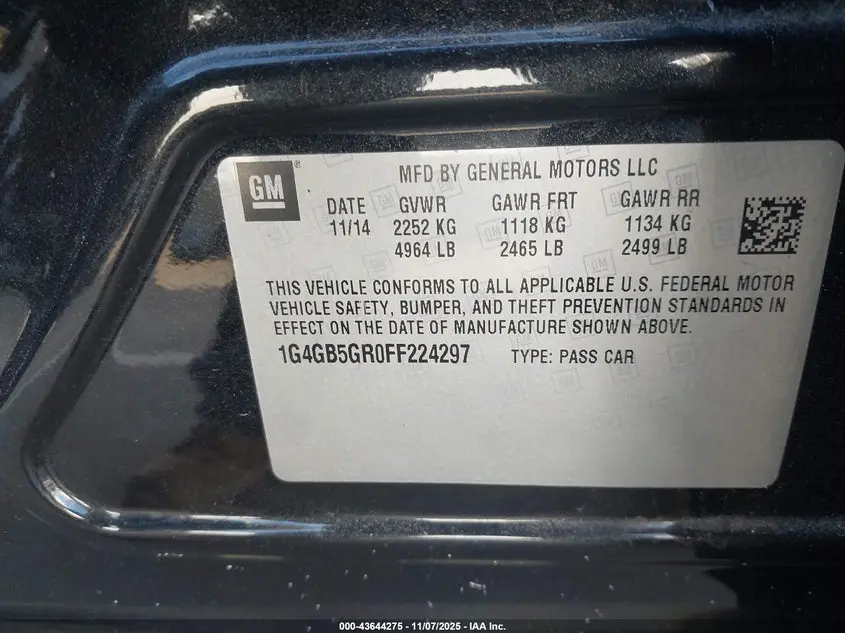 GM®
MFD BY GENERAL MOTORS LLC
DATE GVWR GAWR FRT GAWR RR
11/14 2252 KG 1118 KG 1134 KG
4964 LB 2465 LB 2499 LB
THIS VEHICLE CONFORMS TO ALL APPLICABLE U.S. FEDERAL MOTOR
VEHICLE SAFETY, BUMPER, AND THEFT PREVENTION STANDARDS IN
EFFECT ON THE DATE OF MANUFACTURE SHOWN ABOVE.
1G4GB5GR0FF224297 TYPE: PASS CAR
000-43644275 - 11/07/2025 - IAA Inc.